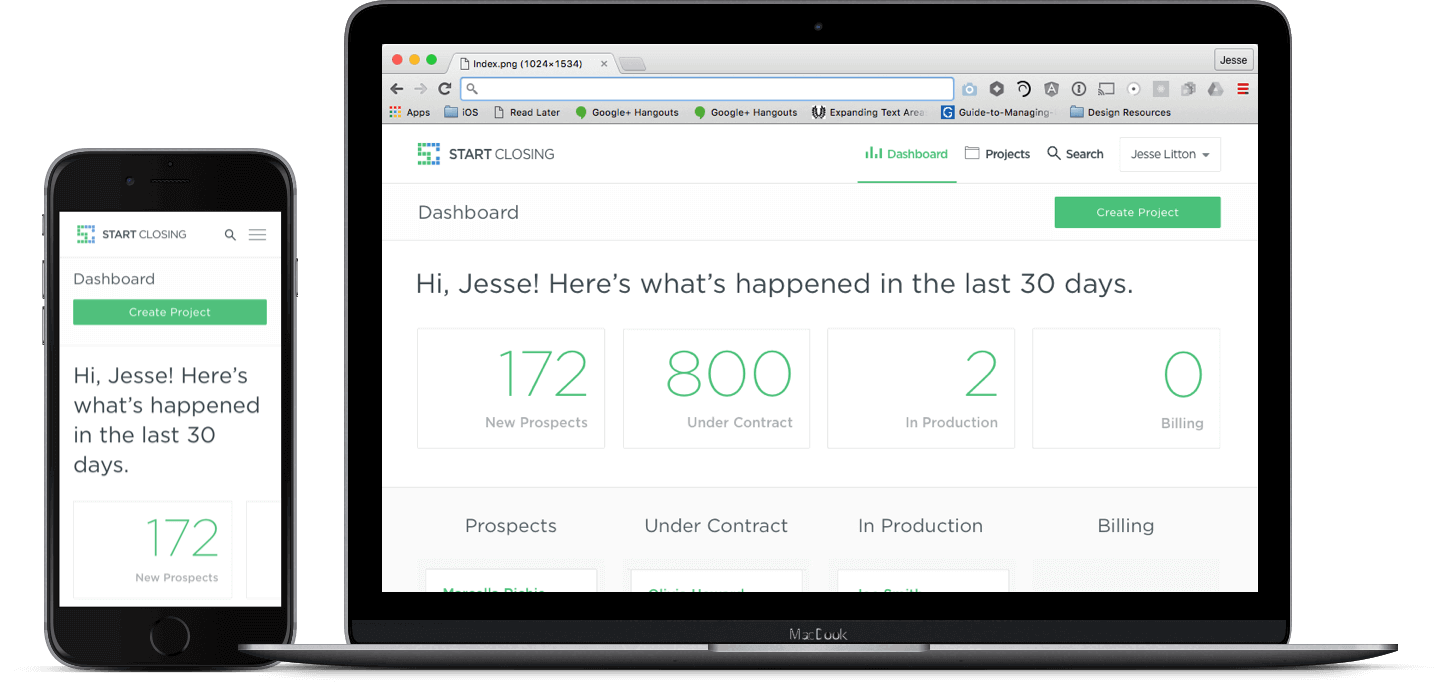 START CLOSING
Dashboard
Create Project
Hi, Jesse! Here's
what's happened
in the last 30
days.
172
New Prospects
Index.png (1024×1534)
Jesse
Apps
iOS
Read Later
Google+ Hangouts
Google+ Hangouts
Expanding Text Area
Guide-to-Managing-
Design Resources
START CLOSING
Dashboard
Projects
Search
Jesse Litton
Dashboard
Create Project
Hi, Jesse! Here's what's happened in the last 30 days.
172
New Prospects
800
Under Contract
2
In Production
0
Billing
Prospects
Under Contract
In Production
Billing
MacBook